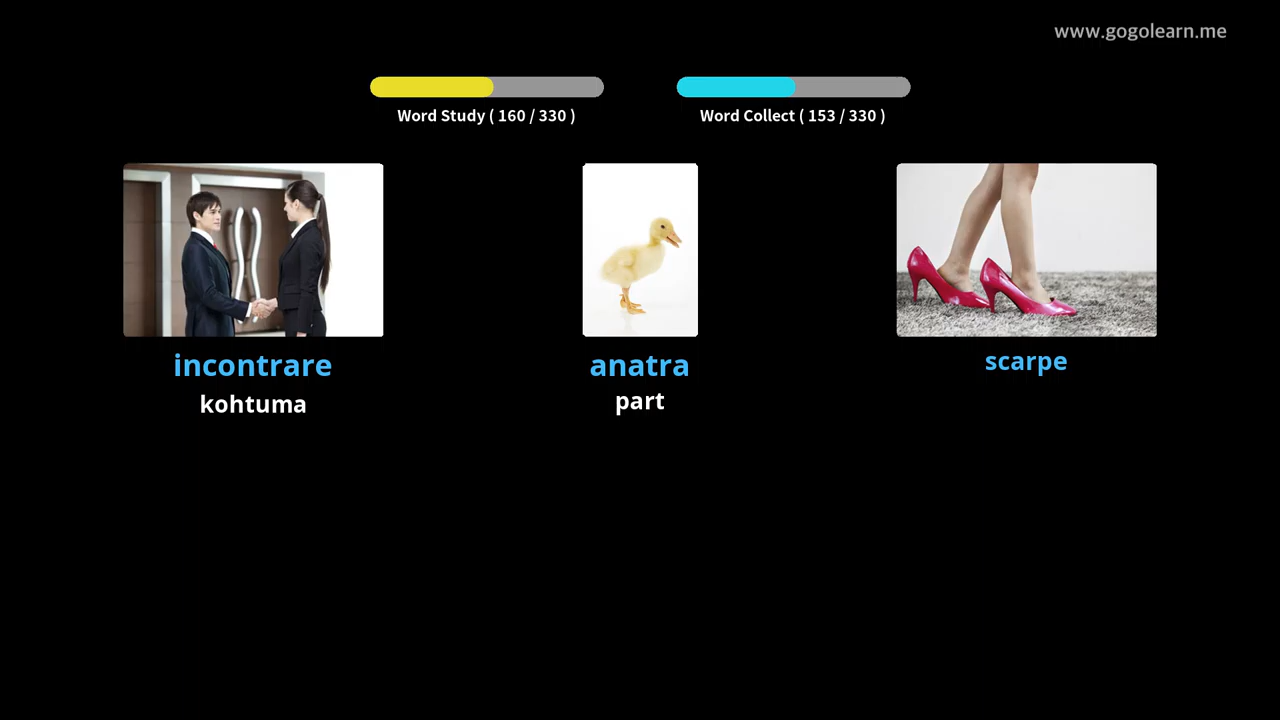 www.gogolearn.me
Word Study ( 160 / 330 )
Word Collect ( 153 / 330 )
incontrare
kohtuma
anatra
part
scarpe